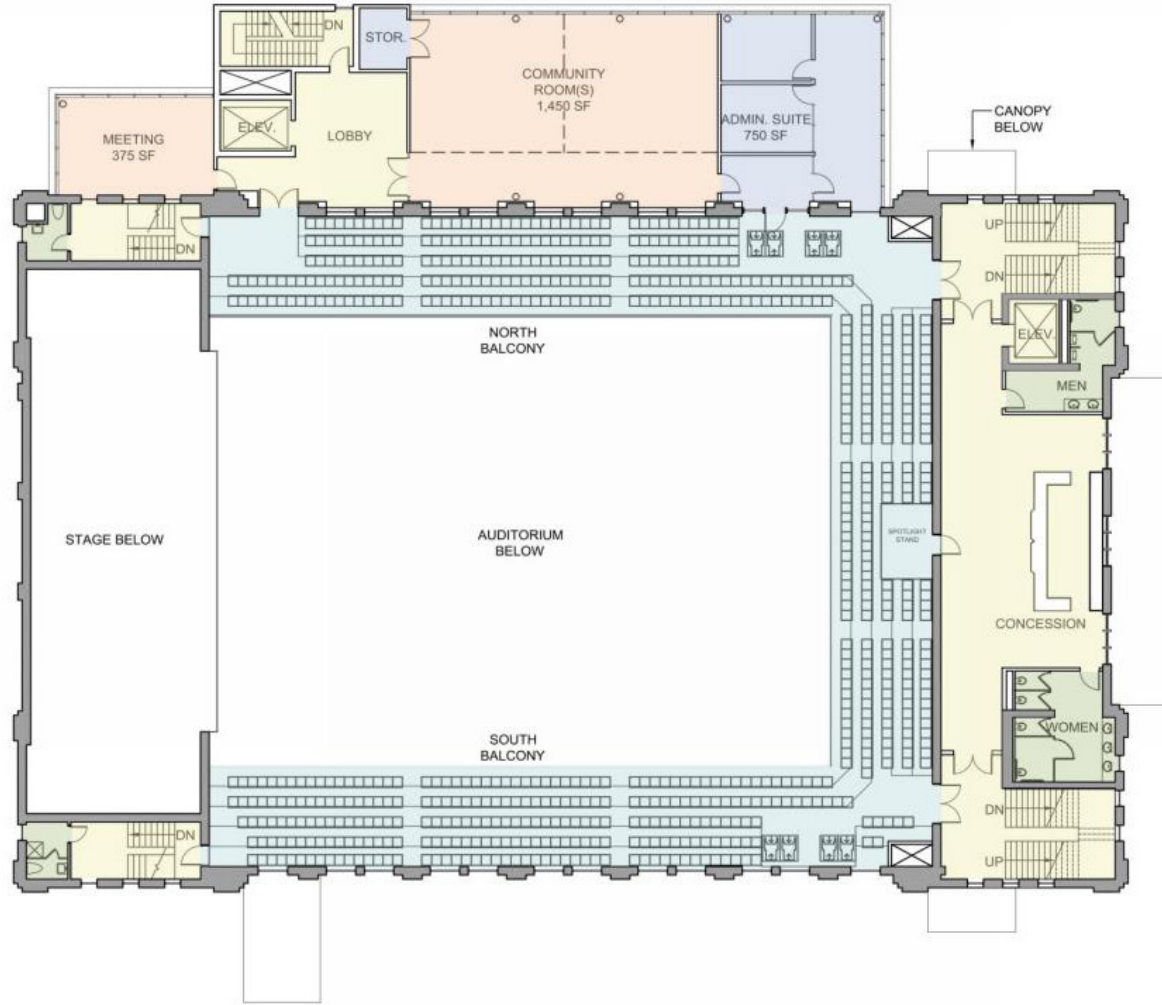 DN
STOR.
COMMUNITY
ROOM(S)
1,450 SF
ADMIN. SUITE
750 SF
CANOPY
BELOW
MEETING
375 SF
ELEV.
LOBBY
DN
UP
DN
ELEV.
MEN
NORTH
BALCONY
STAGE BELOW
AUDITORIUM
BELOW
SPOTLIGHT
STAND
CONCESSION
WOMEN
SOUTH
BALCONY
DN
DN
UP